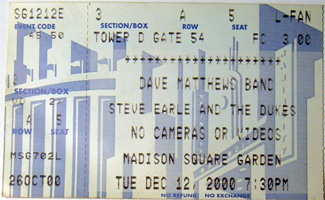 SG1212E 3 A 5 L-FAN
EVENT CODE SECTION/BOX ROW SEAT
45.50 TOWER D GATE 54 FC 3.00
DAVE MATTHEWS BAND
SECTION/BOX STEVE EARLE AND THE DUKES
ROW SEAT NO CAMERAS OR VIDEOS
A 5
MSG702L MADISON SQUARE GARDEN
26OCT00 TUE DEC 12, 2000 7:30PM
NO REFUND NO EXCHANGE